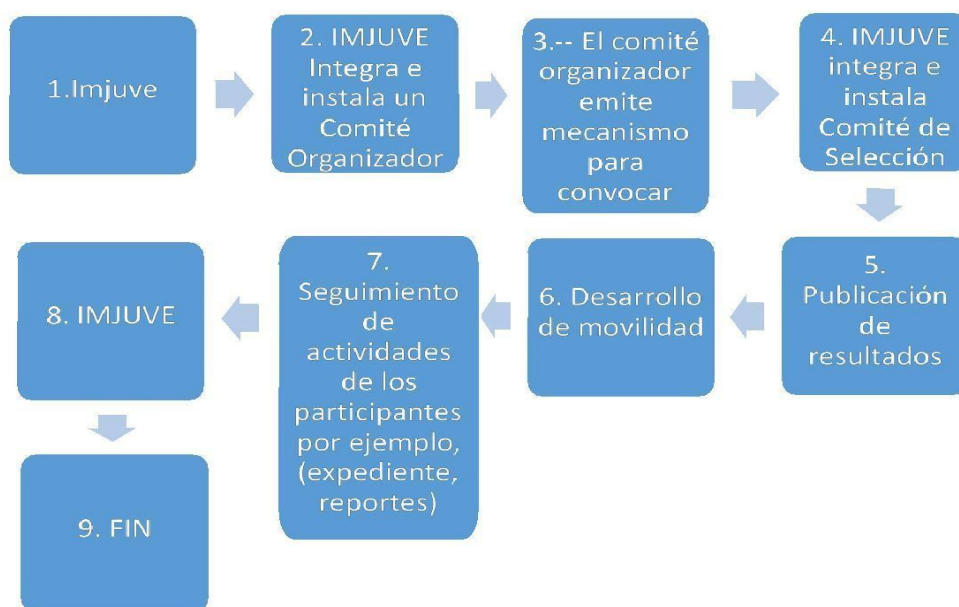 1.Imjuve
2. IMJUVE
Integra e
instala un
Comité
Organizador
3.-- El comité
organizador
emite
mecanismo
para
convocar
4. IMJUVE
integra e
instala
Comité de
Selección
5.
Publicación
de
resultados
6. Desarrollo
de movilidad
7.
Seguimiento
de
actividades
de los
participantes
por ejemplo,
(expediente,
reportes)
8. IMJUVE
9. FIN